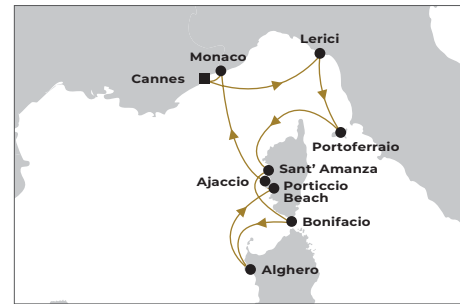 Lerici
Monaco
Cannes
Portoferraio
Sant' Amanza
Ajaccio
Porticcio
Beach
Bonifacio
Alghero